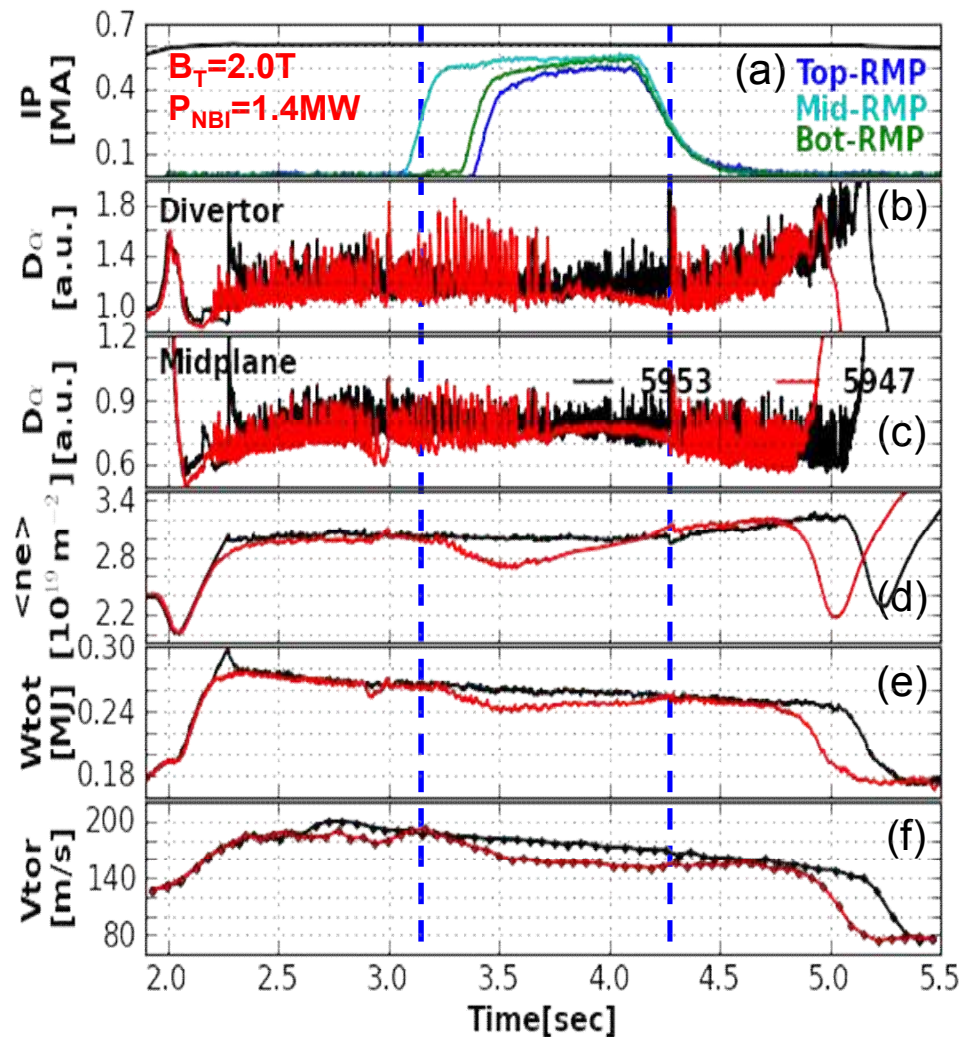 0.7
0.4
0.1
IP
[MA]
B_T=2.0T
P_NBI=1.4MW
(a)
Top-RMP
Mid-RMP
Bot-RMP
1.8
1.4
1.0
Dα
[a.u.]
Divertor
(b)
1.2
0.9
0.6
Dα
[a.u.]
Midplane
5953 5947
(c)
3.4
3.0
2.6
2.2
<ne>
[10^19 m^-2]
(d)
0.30
0.24
0.18
Wtot
[MJ]
(e)
200
140
80
Vtor
[m/s]
(f)
2.0 2.5 3.0 3.5 4.0 4.5 5.0 5.5
Time[sec]